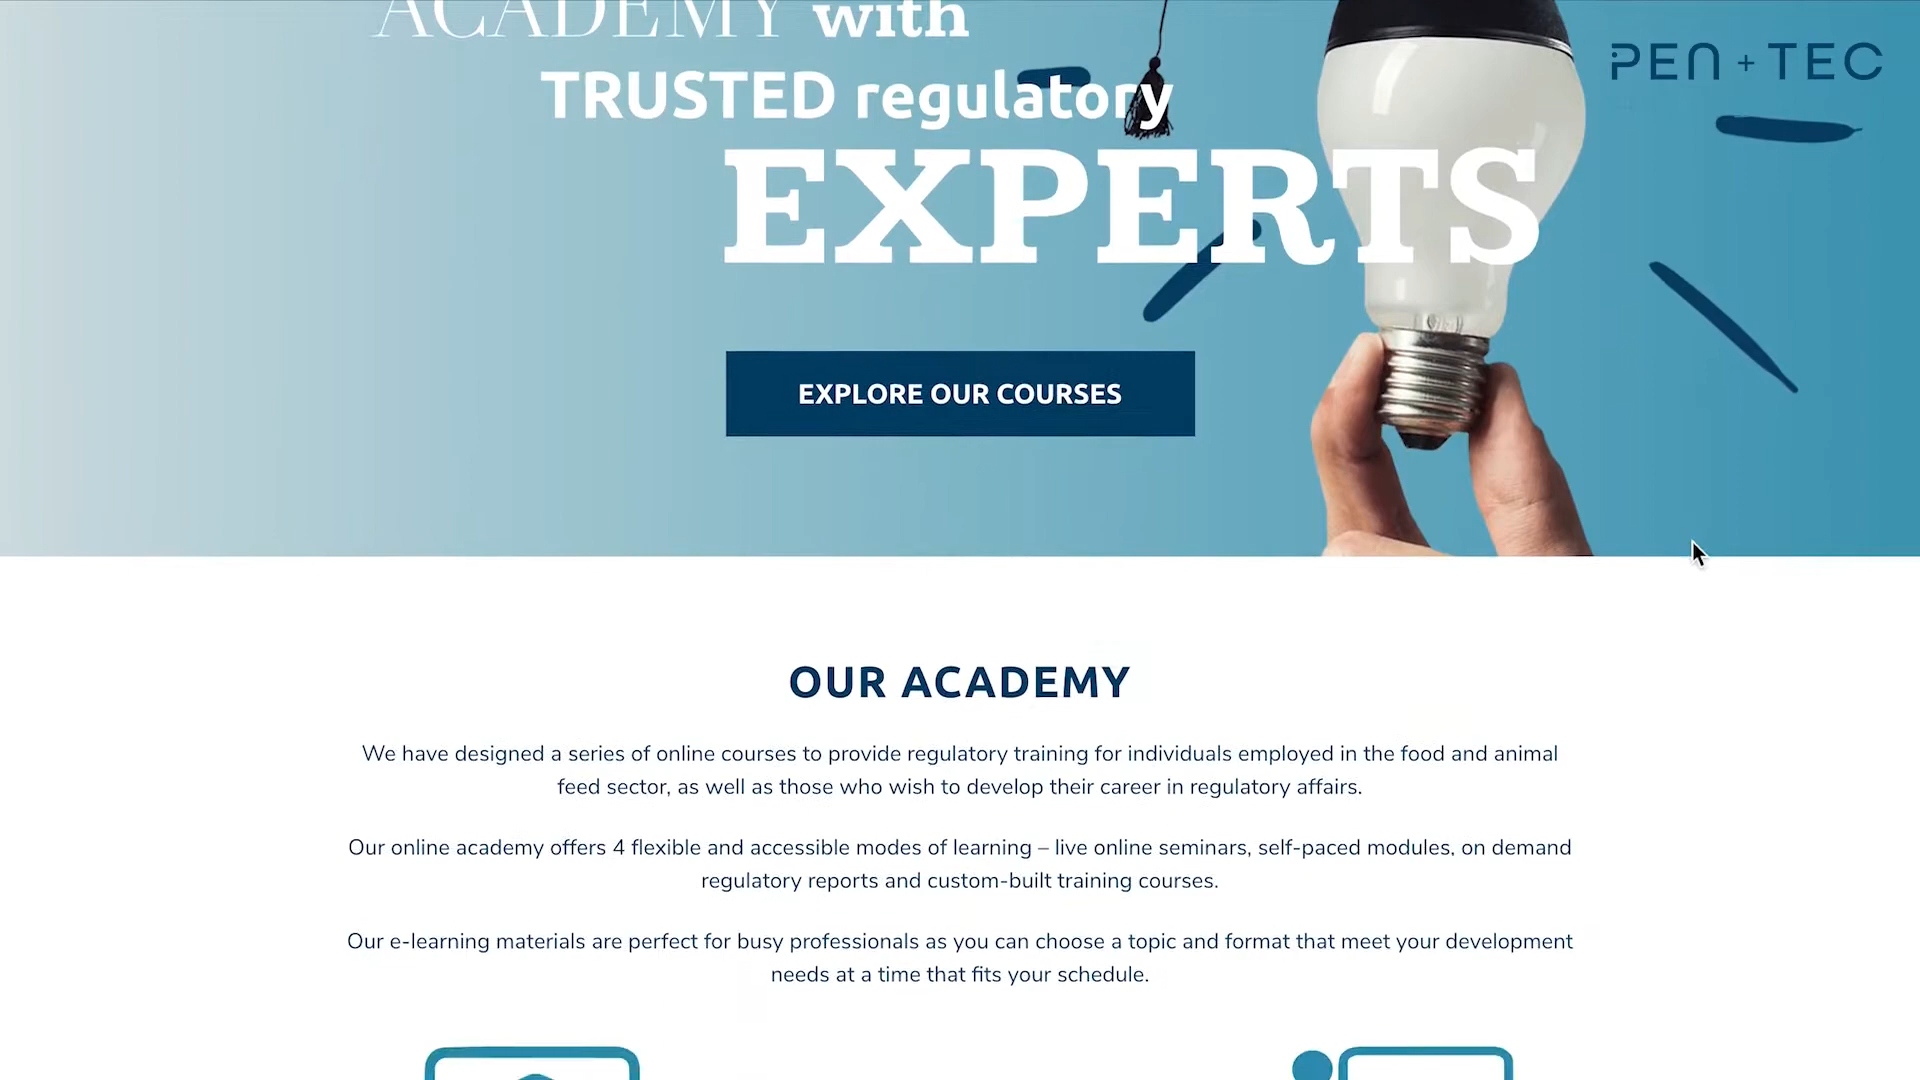 ACADEMY with
PEN + TEC
TRUSTED regulatory
EXPERTS
EXPLORE OUR COURSES
OUR ACADEMY
We have designed a series of online courses to provide regulatory training for individuals employed in the food and animal
feed sector, as well as those who wish to develop their career in regulatory affairs.
Our online academy offers 4 flexible and accessible modes of learning – live online seminars, self-paced modules, on demand
regulatory reports and custom-built training courses.
Our e-learning materials are perfect for busy professionals as you can choose a topic and format that meet your development
needs at a time that fits your schedule.